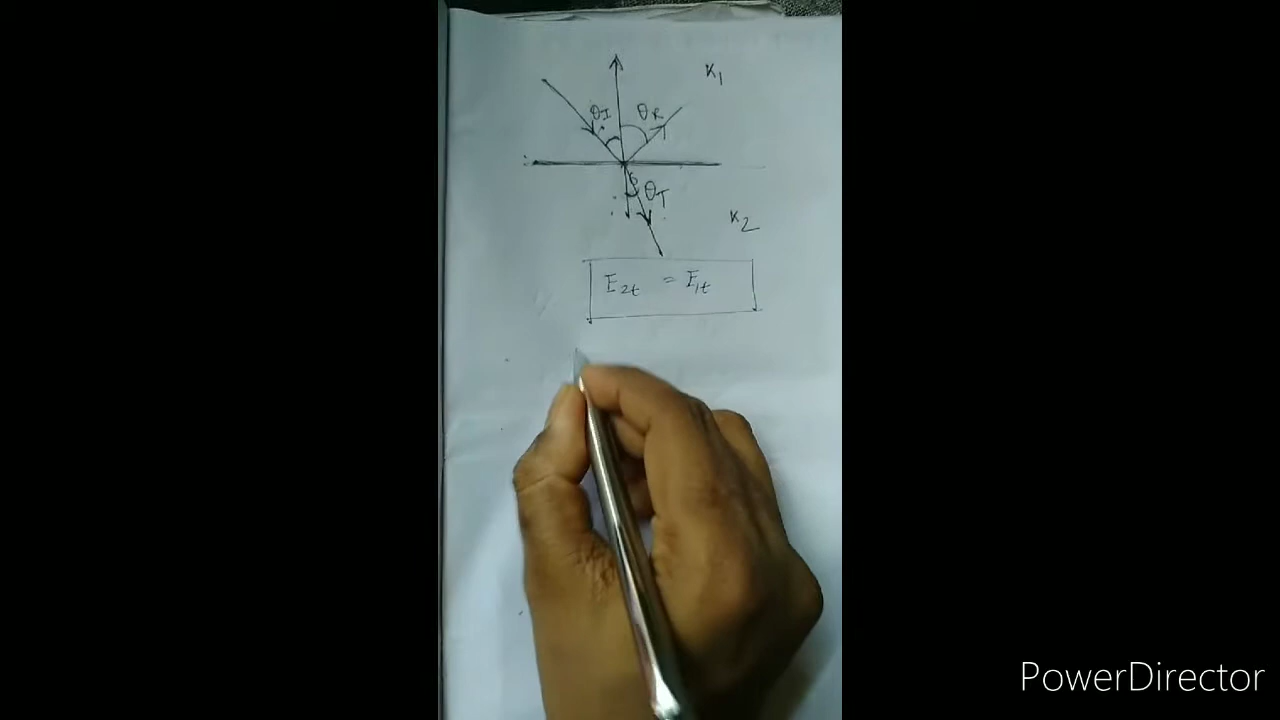 K1
θI θR
θT
K2
E2t = E1t
PowerDirector